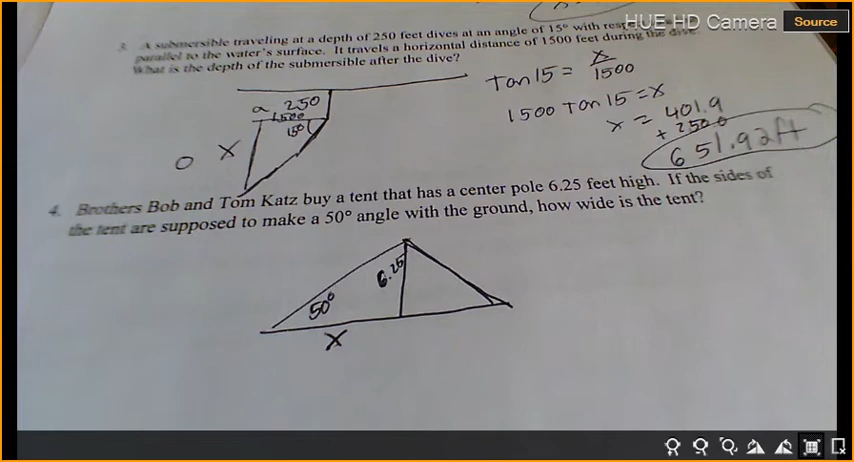 HUE HD Camera
Source
3. A submersible traveling at a depth of 250 feet dives at an angle of 15° with
parallel to the water's surface. It travels a horizontal distance of 1500 feet during the dive.
What is the depth of the submersible after the dive?
a 250
1500
15°
O X
Tan 15 = x/1500
1500 Tan 15 = x
x = 401.9
+ 250.0
651.92 ft
4. Brothers Bob and Tom Katz buy a tent that has a center pole 6.25 feet high. If the sides of
the tent are supposed to make a 50° angle with the ground, how wide is the tent?
6.25
50°
X